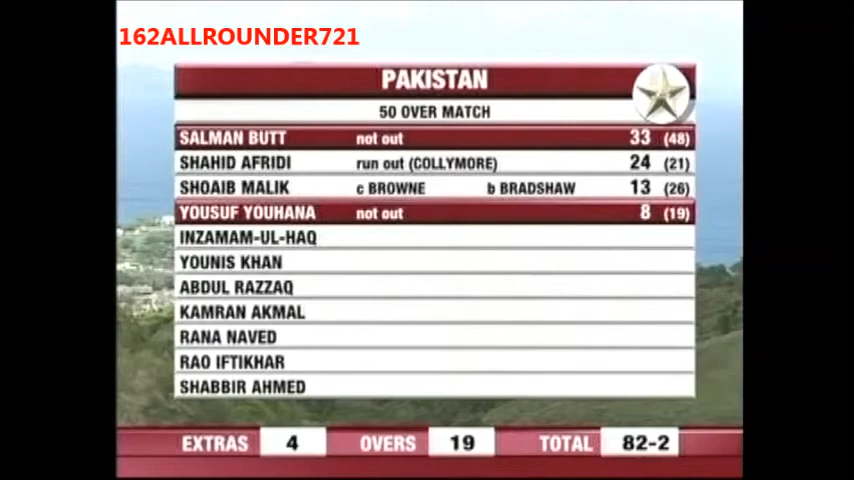 162ALLROUNDER721
PAKISTAN
50 OVER MATCH
SALMAN BUTT not out 33 (48)
SHAHID AFRIDI run out (COLLYMORE) 24 (21)
SHOAIB MALIK c BROWNE b BRADSHAW 13 (26)
YOUSUF YOUHANA not out 8 (19)
INZAMAM-UL-HAQ
YOUNIS KHAN
ABDUL RAZZAQ
KAMRAN AKMAL
RANA NAVED
RAO IFTIKHAR
SHABBIR AHMED
EXTRAS 4 OVERS 19 TOTAL 82-2